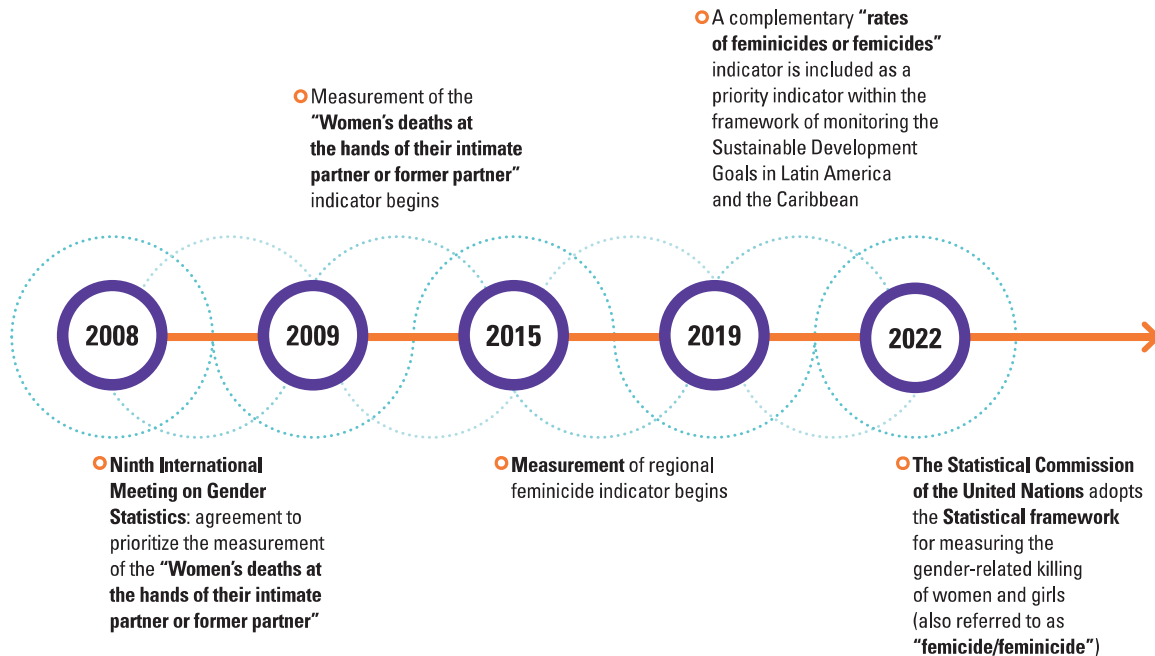 A complementary “rates
of feminicides or femicides”
indicator is included as a
priority indicator within the
framework of monitoring the
Sustainable Development
Goals in Latin America
and the Caribbean
Measurement of the
“Women’s deaths at
the hands of their intimate
partner or former partner”
indicator begins
2008
2009
2015
2019
2022
Ninth International
Meeting on Gender
Statistics: agreement to
prioritize the measurement
of the “Women’s deaths at
the hands of their intimate
partner or former partner”
Measurement of regional
feminicide indicator begins
The Statistical Commission
of the United Nations adopts
the Statistical framework
for measuring the
gender-related killing
of women and girls
(also referred to as
“femicide/feminicide”)